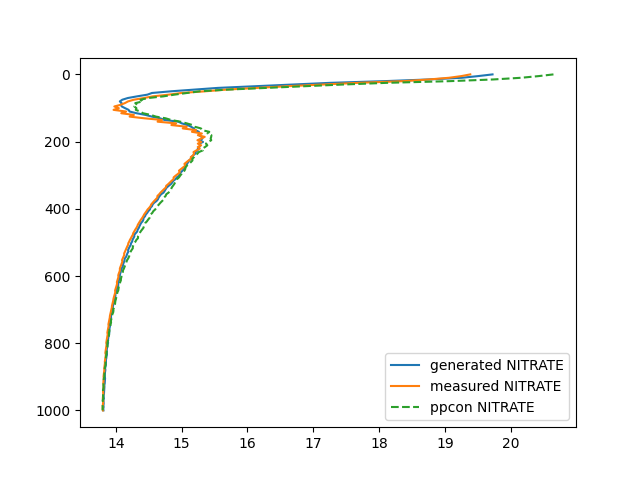 0
200
400
600
800
1000
14 15 16 17 18 19 20
generated NITRATE
measured NITRATE
ppcon NITRATE